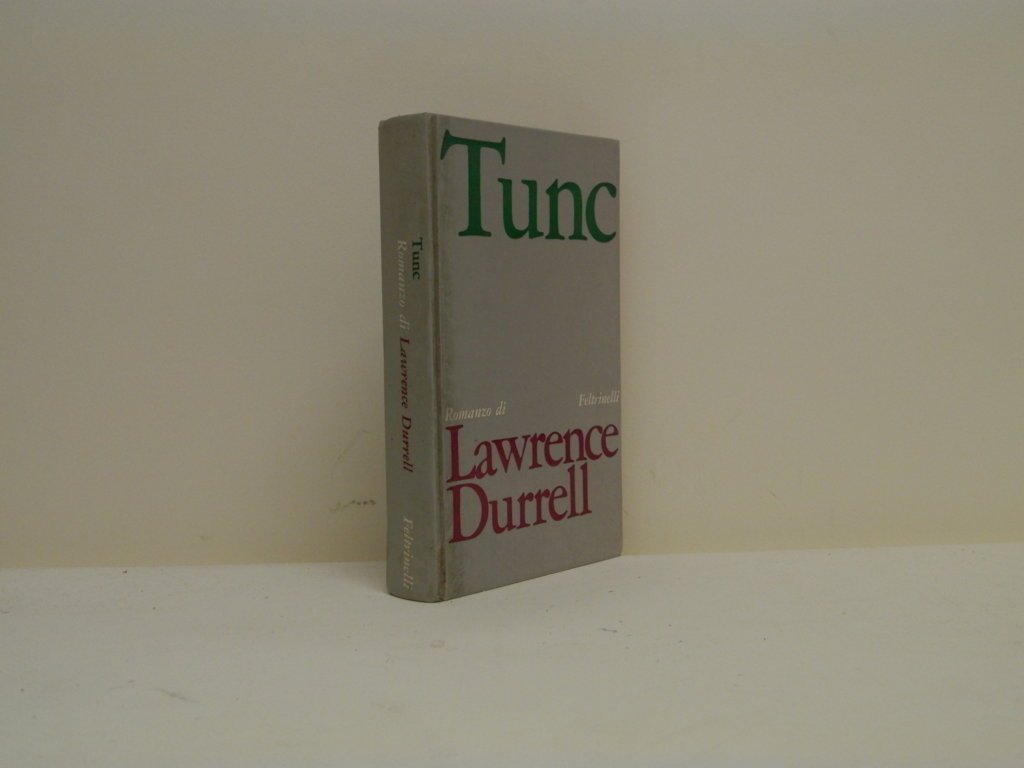 Tunc
Romanzo di
Feltrinelli
Lawrence
Durrell
Tunc
Romanzo di Lawrence Durrell
Feltrinelli